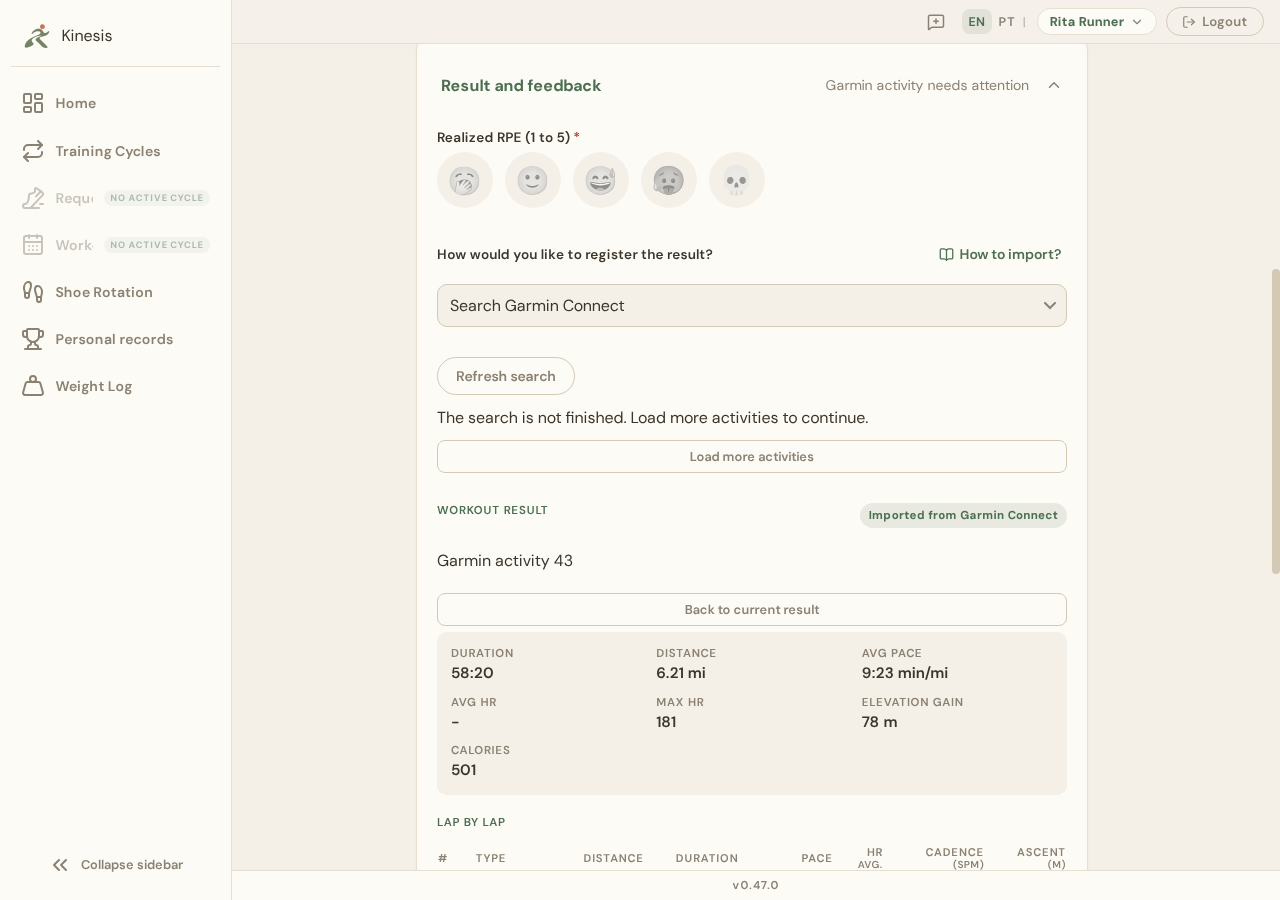 Kinesis
EN PT | Rita Runner Logout
Home
Training Cycles
Requ NO ACTIVE CYCLE
Work NO ACTIVE CYCLE
Shoe Rotation
Personal records
Weight Log
Collapse sidebar
Result and feedback Garmin activity needs attention
Realized RPE (1 to 5) *
How would you like to register the result? How to import?
Search Garmin Connect
Refresh search
The search is not finished. Load more activities to continue.
Load more activities
WORKOUT RESULT Imported from Garmin Connect
Garmin activity 43
Back to current result
DURATION DISTANCE AVG PACE
58:20 6.21 mi 9:23 min/mi
AVG HR MAX HR ELEVATION GAIN
– 181 78 m
CALORIES
501
LAP BY LAP
# TYPE DISTANCE DURATION PACE HR AVG. CADENCE (SPM) ASCENT (M)
v0.47.0